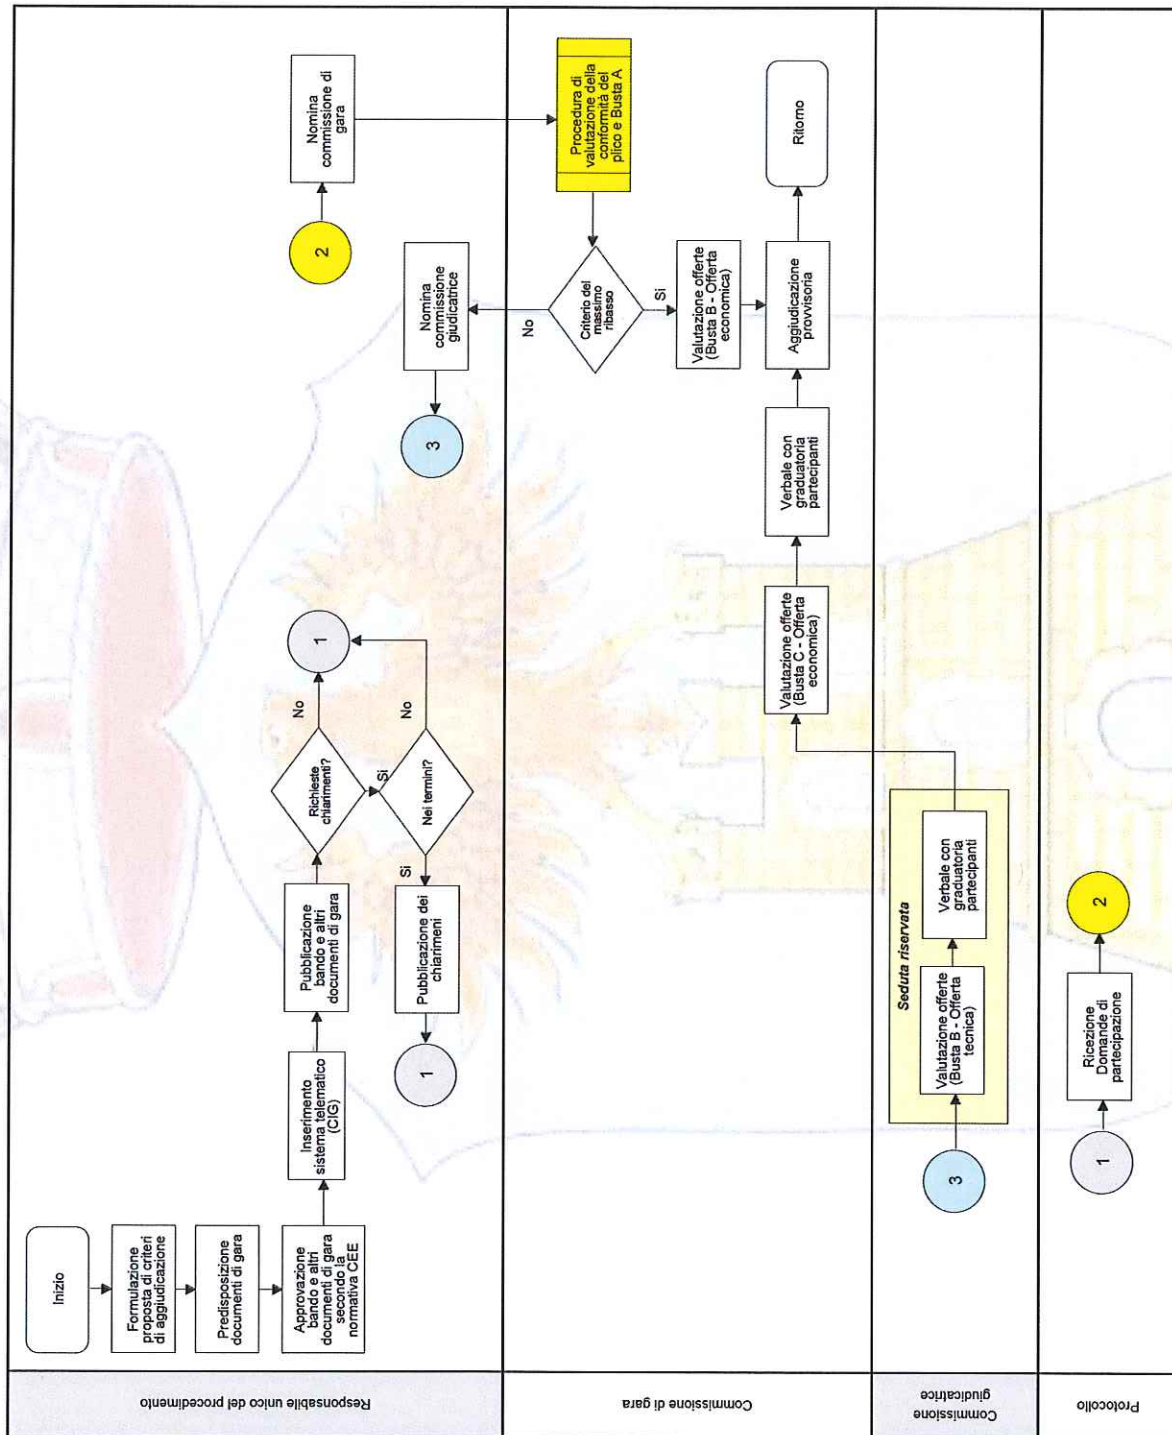 Responsabile unico del procedimento
Inizio
Formulazione
proposta di criteri
di aggiudicazione
Predisposizione
documenti di gara
Approvazione
bando e altri
documenti di gara
secondo la
normativa CEE
Inserimento
sistema telematico
(CIG)
Pubblicazione
bando e altri
documenti di gara
Richieste
chiarimenti?
No
1
Si
Nei termini?
No
Si
Pubblicazione dei
chiarimeni
1
2
Nomina
commissione di
gara
Nomina
commissione
giudicatrice
3
Commissione di gara
Procedura di
valutazione della
conformità del
plico e Busta A
Criterio del
massimo
ribasso
No
Si
Valutazione offerte
(Busta B - Offerta
economica)
Valutazione offerte
(Busta C - Offerta
economica)
Verbale con
graduatoria
partecipanti
Aggiudicazione
provvisoria
Ritorno
Commissione
giudicatrice
3
Seduta riservata
Valutazione offerte
(Busta B - Offerta
tecnica)
Verbale con
graduatoria
partecipanti
Protocollo
1
Ricezione
Domande di
partecipazione
2